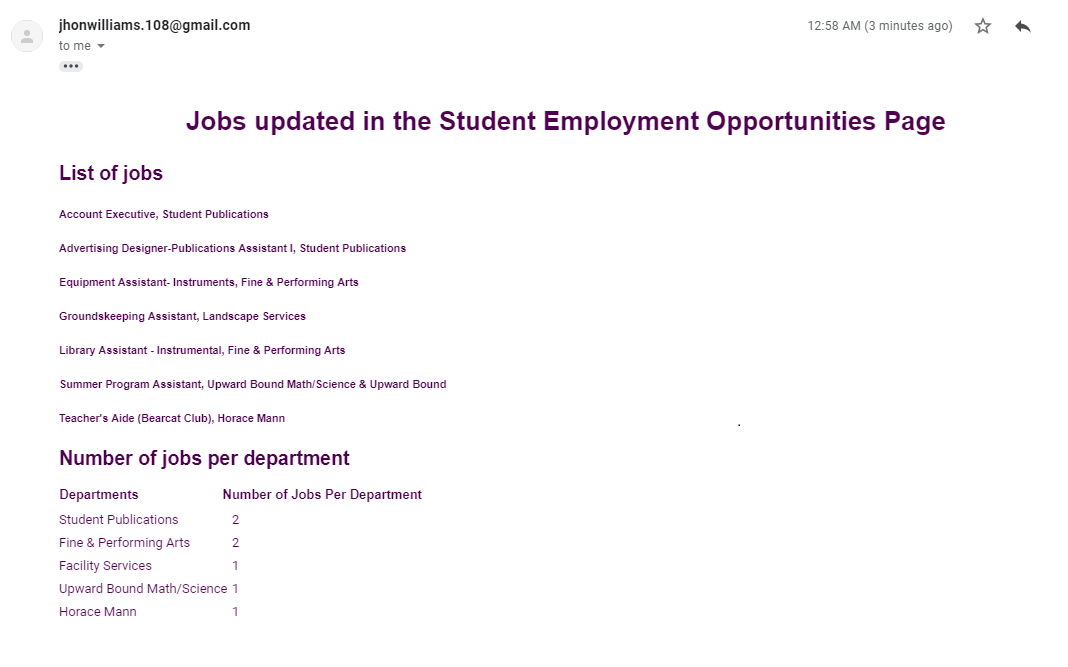 jhonwilliams.108@gmail.com
12:58 AM (3 minutes ago)
to me
Jobs updated in the Student Employment Opportunities Page
List of jobs
Account Executive, Student Publications
Advertising Designer-Publications Assistant I, Student Publications
Equipment Assistant- Instruments, Fine & Performing Arts
Groundskeeping Assistant, Landscape Services
Library Assistant - Instrumental, Fine & Performing Arts
Summer Program Assistant, Upward Bound Math/Science & Upward Bound
Teacher's Aide (Bearcat Club), Horace Mann
.
Number of jobs per department
Departments Number of Jobs Per Department
Student Publications 2
Fine & Performing Arts 2
Facility Services 1
Upward Bound Math/Science 1
Horace Mann 1